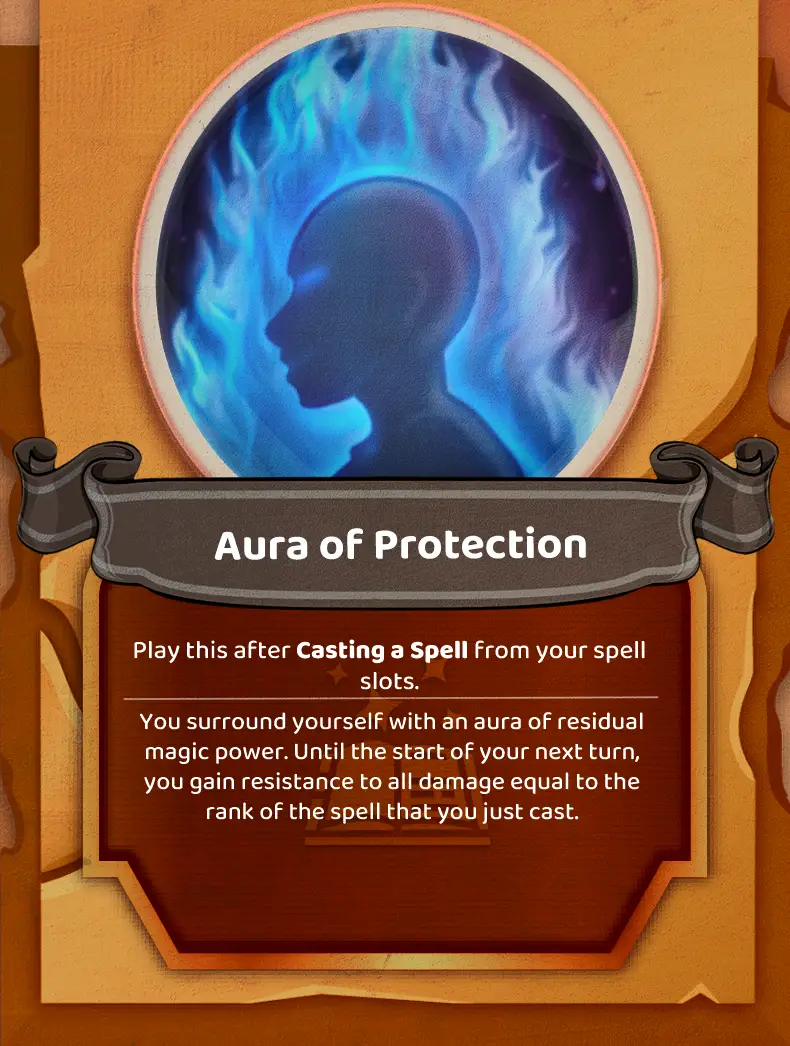 Aura of Protection
Play this after Casting a Spell from your spell
slots.
You surround yourself with an aura of residual
magic power. Until the start of your next turn,
you gain resistance to all damage equal to the
rank of the spell that you just cast.